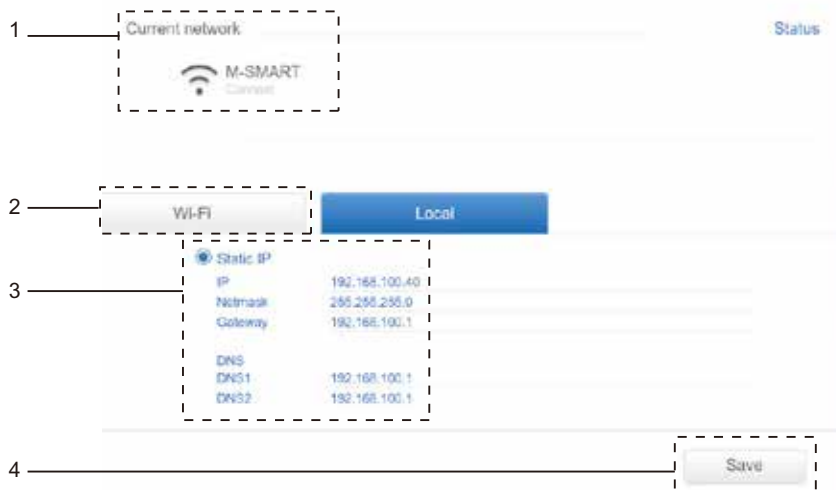 1
Current network
Status
M-SMART
Connect
2
Wi-Fi
Local
3
Static IP
IP 192.168.100.40
Netmask 255.255.255.0
Gateway 192.168.100.1
DNS
DNS1 192.168.100.1
DNS2 192.168.100.1
4
Save